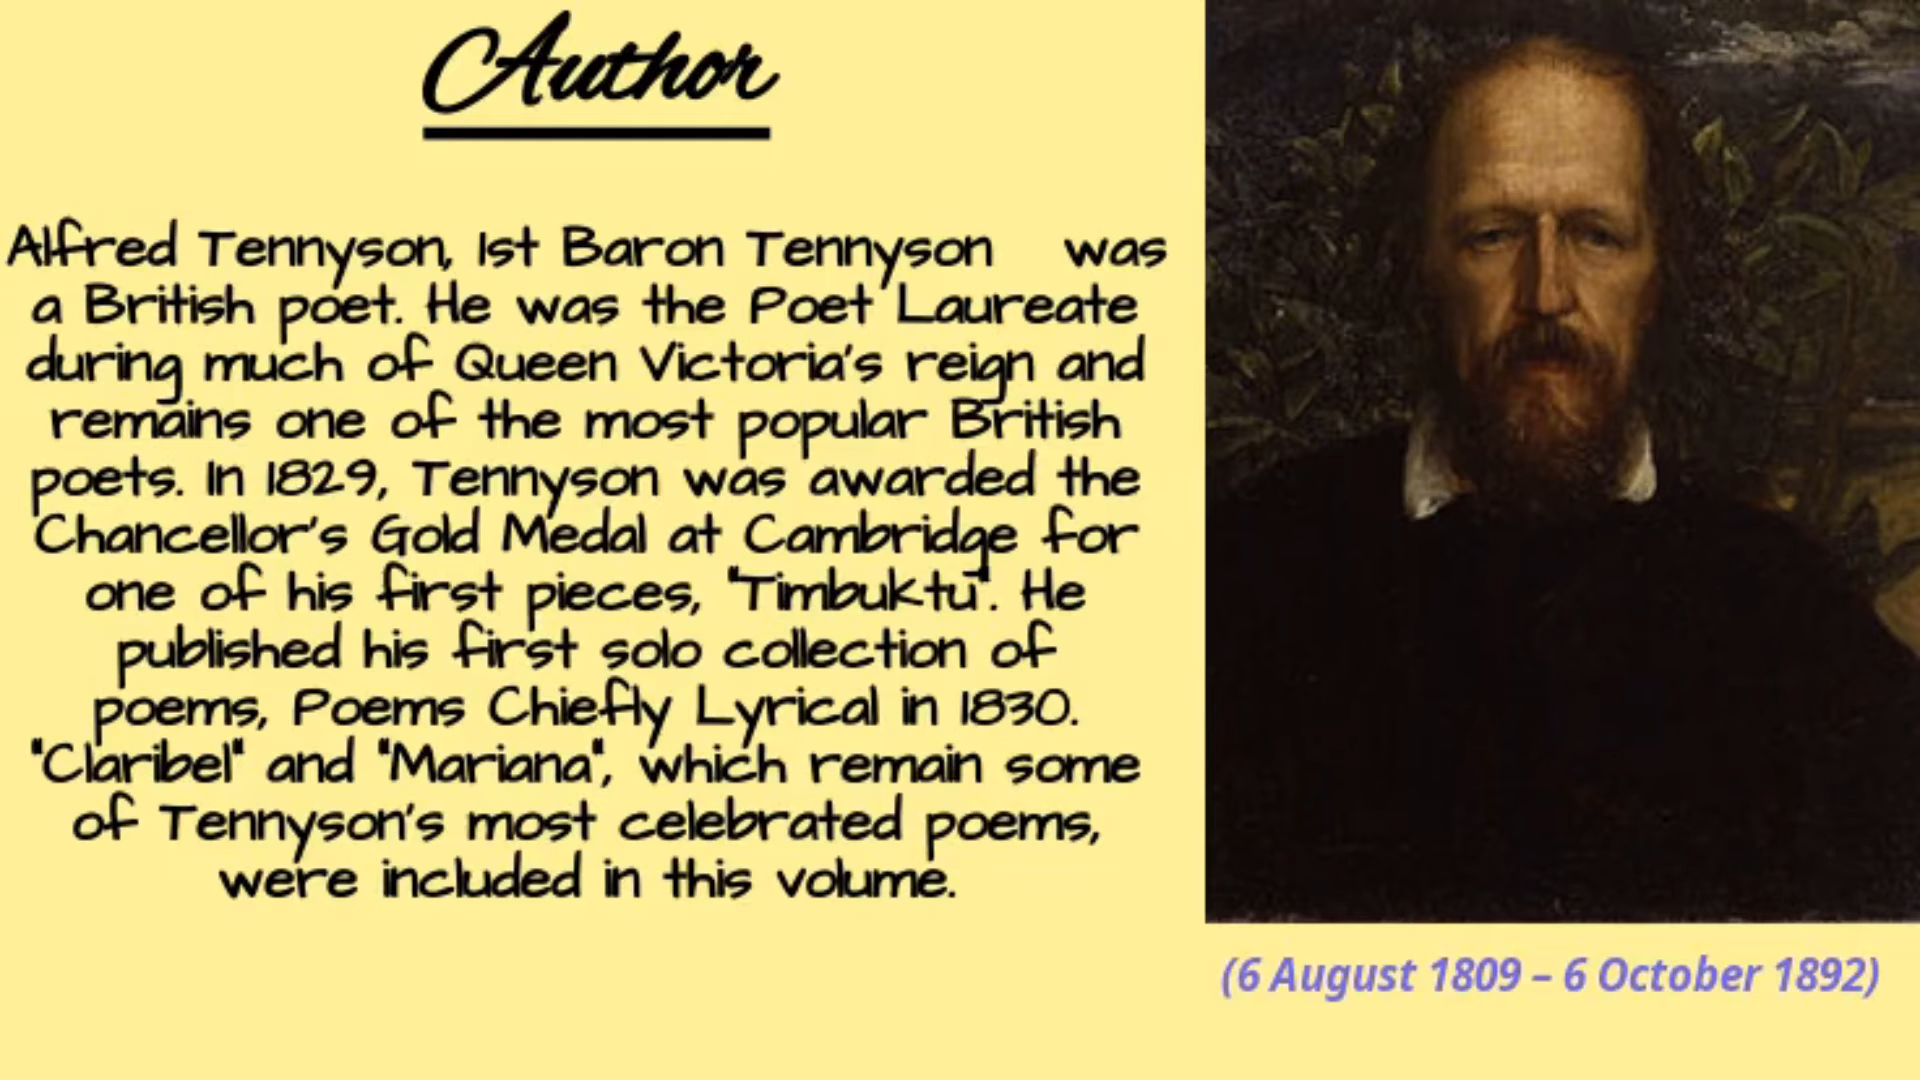 Author
Alfred Tennyson, 1st Baron Tennyson was
a British poet. He was the Poet Laureate
during much of Queen Victoria's reign and
remains one of the most popular British
poets. In 1829, Tennyson was awarded the
Chancellor's Gold Medal at Cambridge for
one of his first pieces, "Timbuktu". He
published his first solo collection of
poems, Poems Chiefly Lyrical in 1830.
"Claribel" and "Mariana", which remain some
of Tennyson's most celebrated poems,
were included in this volume.
(6 August 1809 – 6 October 1892)